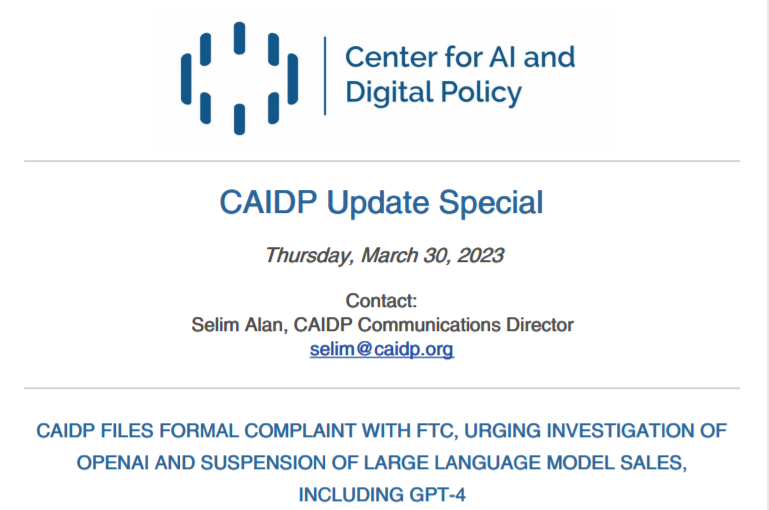 Center for AI and
Digital Policy
CAIDP Update Special
Thursday, March 30, 2023
Contact:
Selim Alan, CAIDP Communications Director
selim@caidp.org
CAIDP FILES FORMAL COMPLAINT WITH FTC, URGING INVESTIGATION OF
OPENAI AND SUSPENSION OF LARGE LANGUAGE MODEL SALES,
INCLUDING GPT-4